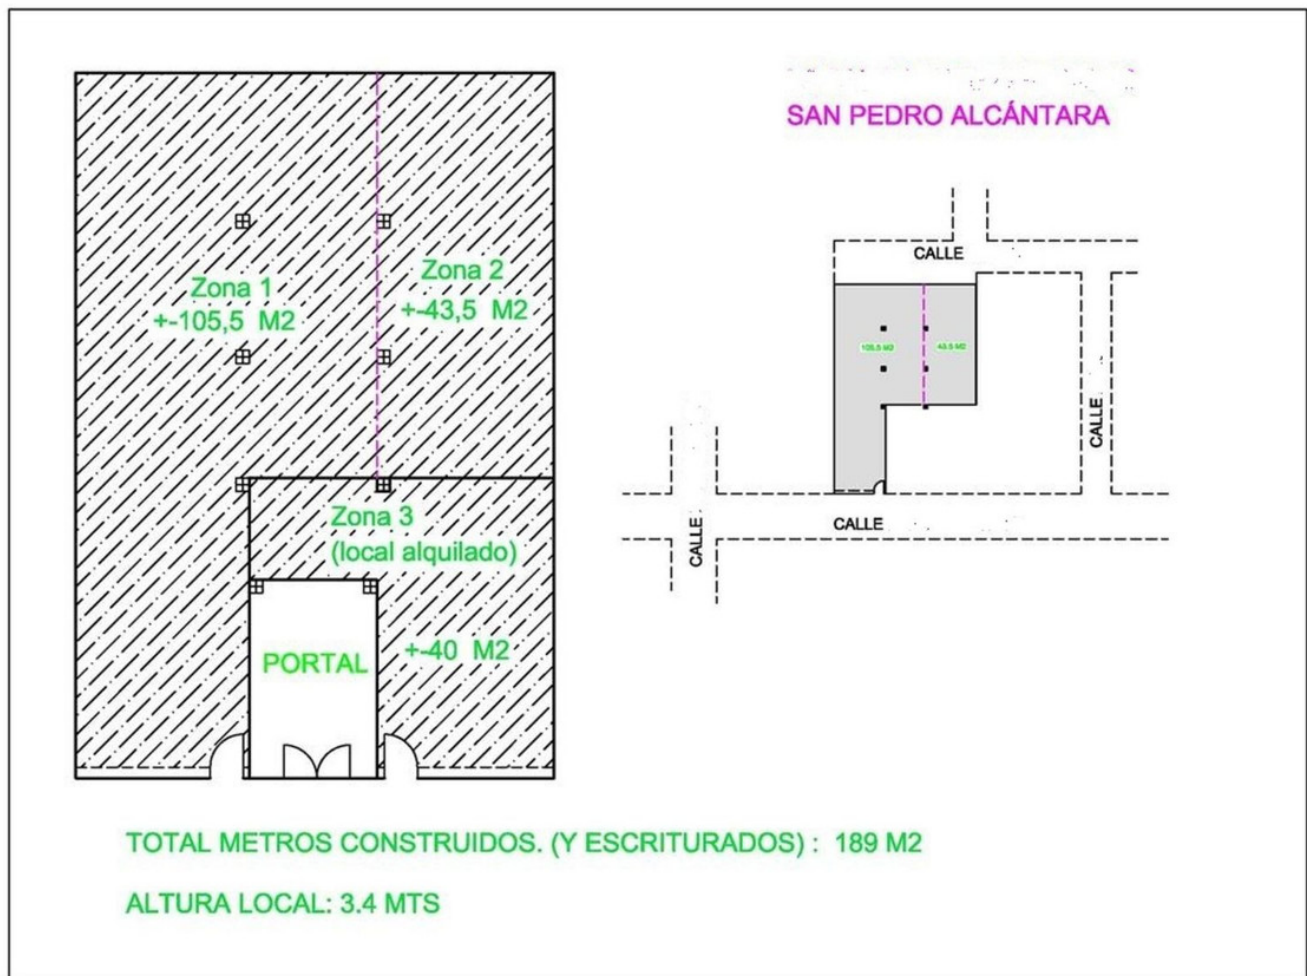 SAN PEDRO ALCÁNTARA
Zona 1
+-105,5 M2
Zona 2
+-43,5 M2
Zona 3
(local alquilado)
+-40 M2
PORTAL
CALLE
105.5 M2
43.5 M2
CALLE
CALLE
CALLE
TOTAL METROS CONSTRUIDOS. (Y ESCRITURADOS) : 189 M2
ALTURA LOCAL: 3.4 MTS